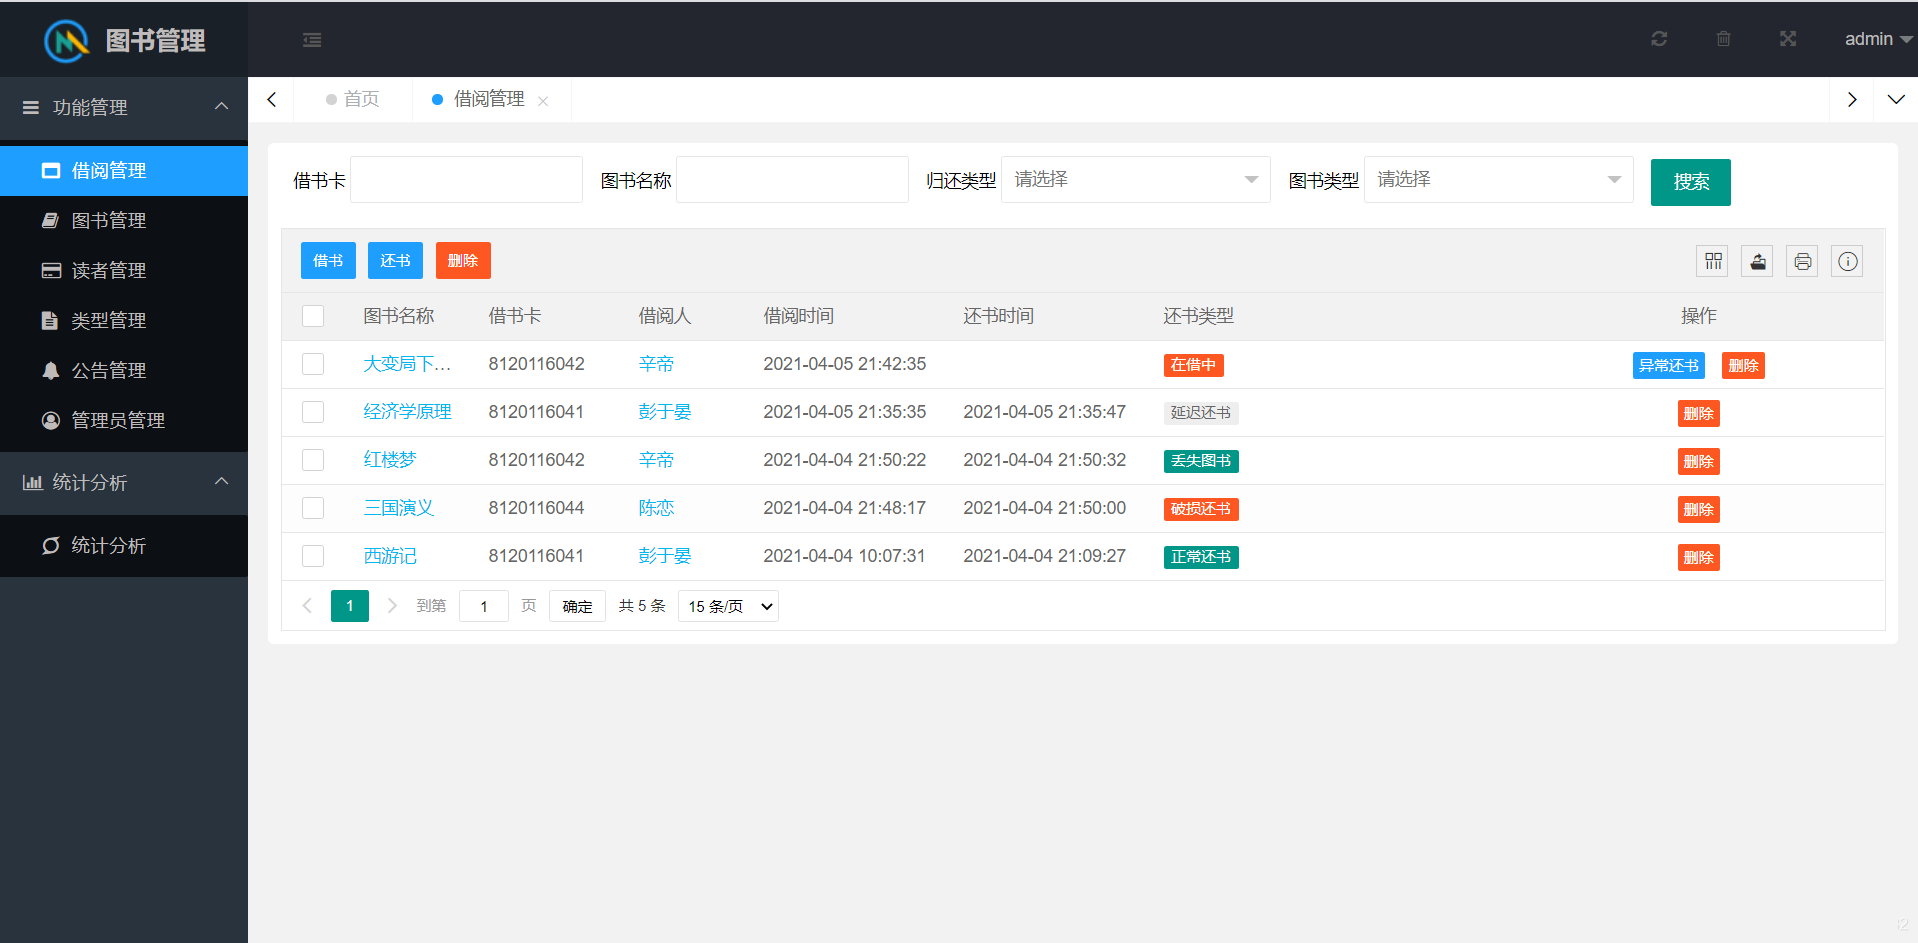 图书管理
admin
功能管理
首页
借阅管理
借阅管理
图书管理
读者管理
类型管理
公告管理
管理员管理
统计分析
统计分析
借书卡
图书名称
归还类型 请选择
图书类型 请选择
搜索
借书 还书 删除
图书名称 借书卡 借阅人 借阅时间 还书时间 还书类型 操作
大变局下… 8120116042 辛帝 2021-04-05 21:42:35 在借中 异常还书 删除
经济学原理 8120116041 彭于晏 2021-04-05 21:35:35 2021-04-05 21:35:47 延迟还书 删除
红楼梦 8120116042 辛帝 2021-04-04 21:50:22 2021-04-04 21:50:32 丢失图书 删除
三国演义 8120116044 陈恋 2021-04-04 21:48:17 2021-04-04 21:50:00 破损还书 删除
西游记 8120116041 彭于晏 2021-04-04 10:07:31 2021-04-04 21:09:27 正常还书 删除
1 到第 1 页 确定 共 5 条 15 条/页